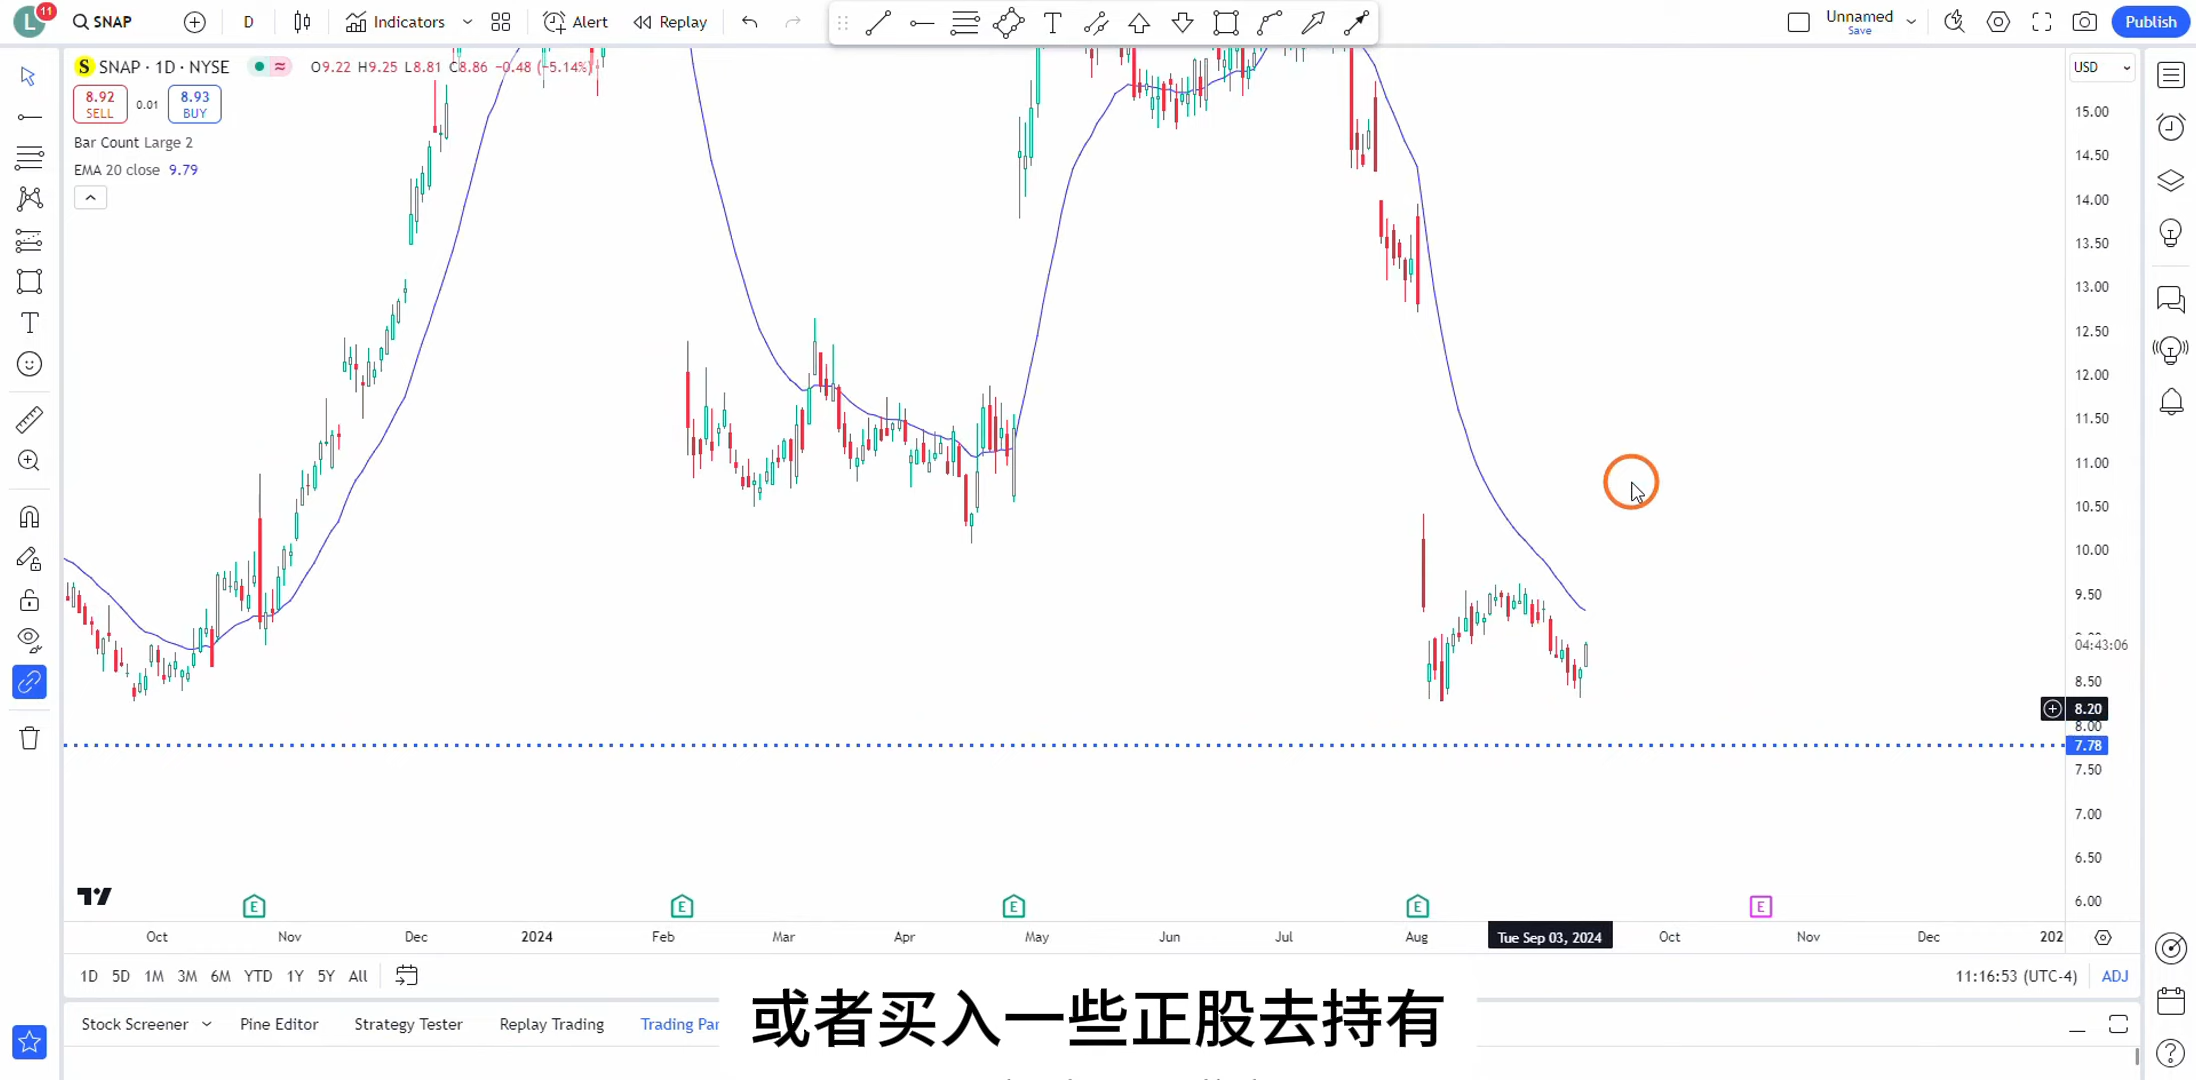 L
11
SNAP
D
Indicators
Alert
Replay
Unnamed
Save
Publish
S SNAP · 1D · NYSE
O9.22 H9.25 L8.81 C8.86 −0.48 (−5.14%)
USD
8.92
SELL
0.01
8.93
BUY
Bar Count Large 2
EMA 20 close 9.79
15.00
14.50
14.00
13.50
13.00
12.50
12.00
11.50
11.00
10.50
10.00
9.50
04:43:06
8.50
8.20
8.00
7.78
7.50
7.00
6.50
6.00
E E E E E
Oct Nov Dec 2024 Feb Mar Apr May Jun Jul Aug Tue Sep 03, 2024 Oct Nov Dec 202
1D 5D 1M 3M 6M YTD 1Y 5Y All
11:16:53 (UTC-4) ADJ
Stock Screener Pine Editor Strategy Tester Replay Trading Trading Pan
或者买入一些正股去持有